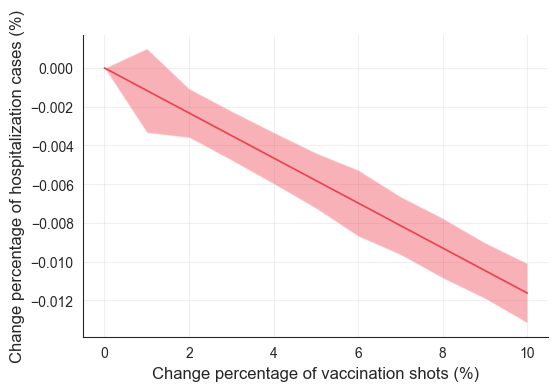 Change percentage of hospitalization cases (%)
0.000
−0.002
−0.004
−0.006
−0.008
−0.010
−0.012
0 2 4 6 8 10
Change percentage of vaccination shots (%)